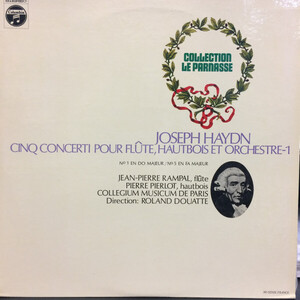 Columbia
COLLECTION
LE PARNASSE
JOSEPH HAYDN
CINQ CONCERTI POUR FLÛTE, HAUTBOIS ET ORCHESTRE-1
Nº 1 EN DO MAJEUR / Nº 5 EN FA MAJEUR
JEAN-PIERRE RAMPAL, flûte
PIERRE PIERLOT, hautbois
COLLEGIUM MUSICUM DE PARIS
Direction: ROLAND DOUATTE